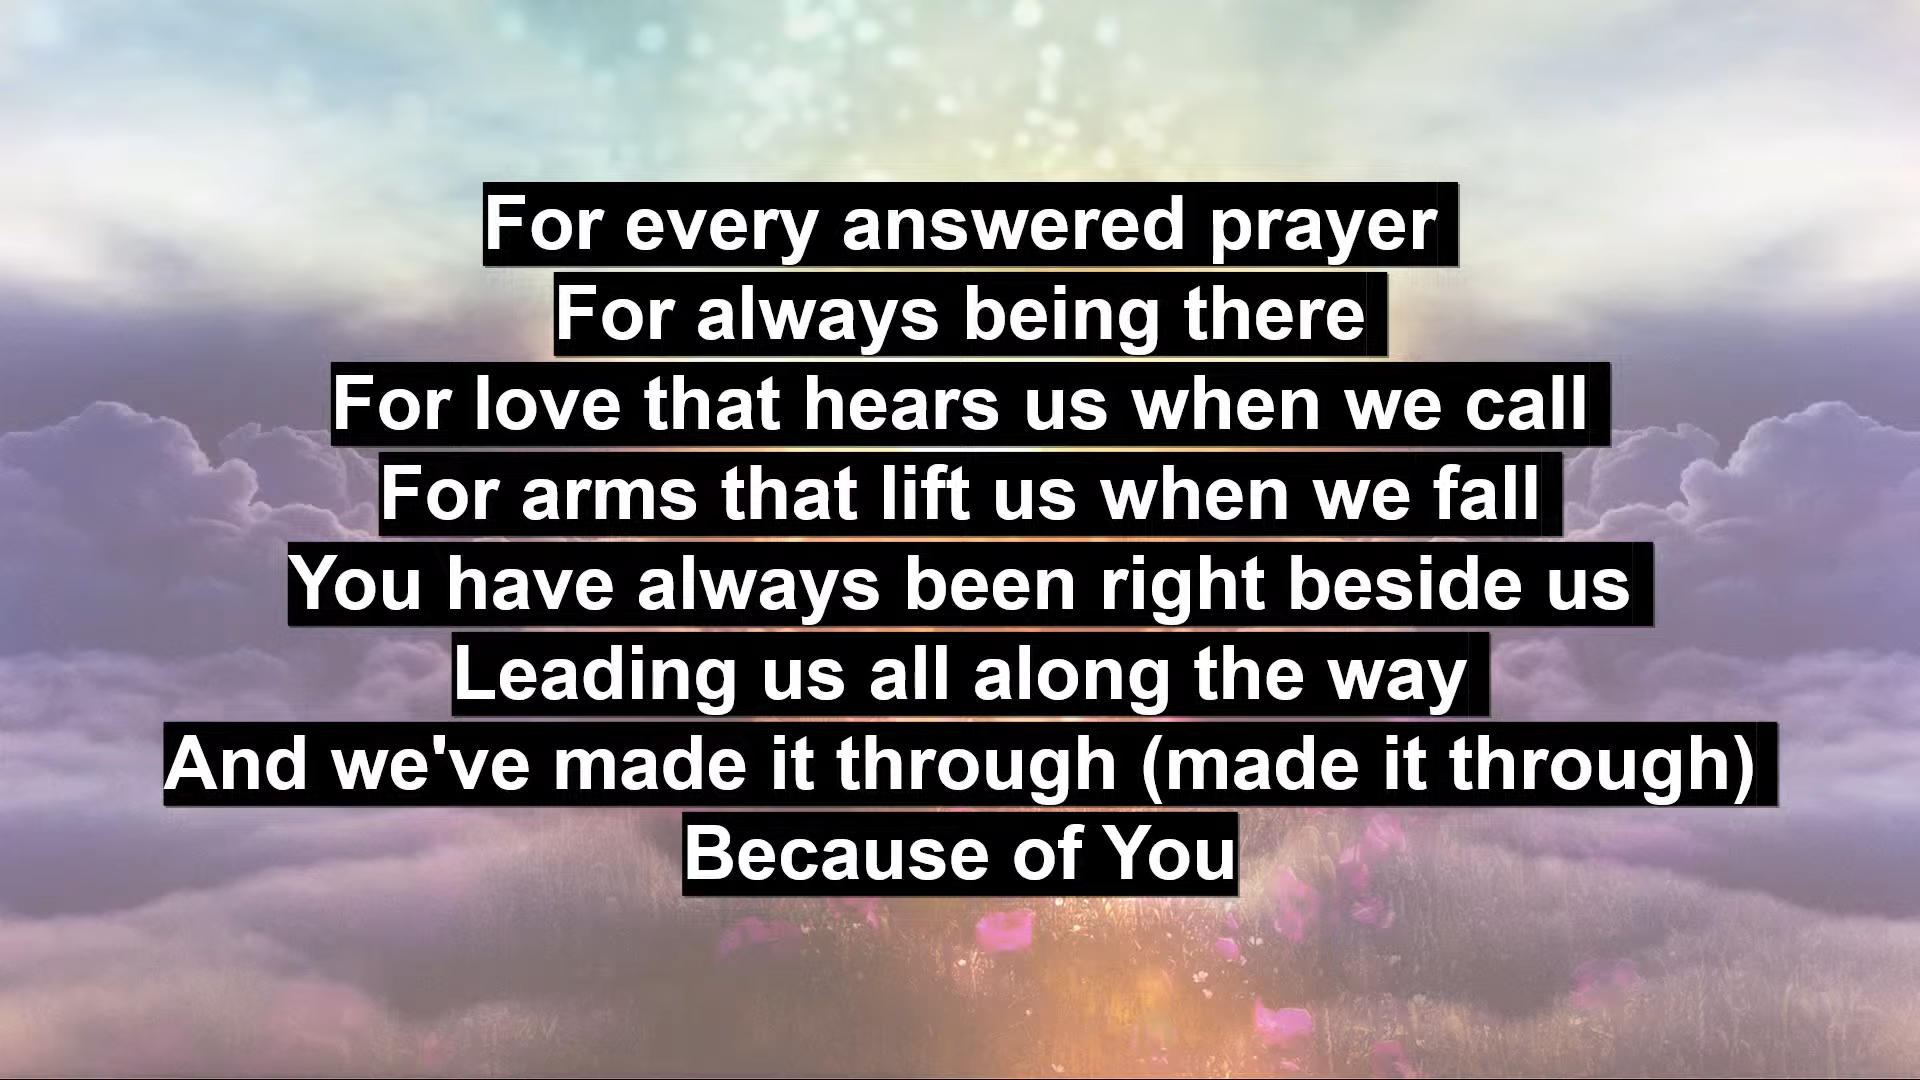 For every answered prayer
For always being there
For love that hears us when we call
For arms that lift us when we fall
You have always been right beside us
Leading us all along the way
And we've made it through (made it through)
Because of You